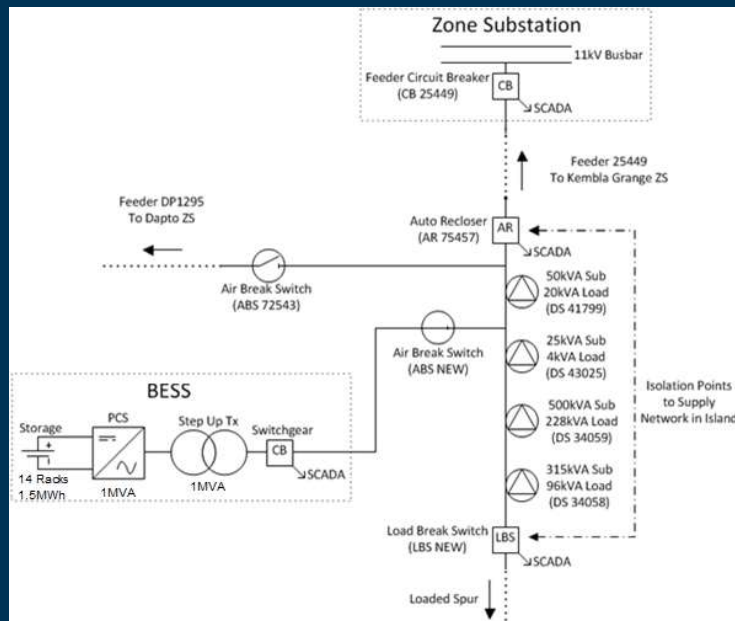 Zone Substation
11kV Busbar
Feeder Circuit Breaker
(CB 25449)
CB
SCADA
Feeder 25449
To Kembla Grange ZS
Feeder DP1295
To Dapto ZS
Auto Recloser
(AR 75457)
AR
SCADA
Air Break Switch
(ABS 72543)
50kVA Sub
20kVA Load
(DS 41799)
Air Break Switch
(ABS NEW)
25kVA Sub
4kVA Load
(DS 43025)
Isolation Points
to Supply
Network in Island
BESS
Storage
PCS
Step Up Tx
Switchgear
CB
SCADA
14 Racks
1.5MWh
1MVA
1MVA
500kVA Sub
228kVA Load
(DS 34059)
315kVA Sub
96kVA Load
(DS 34058)
Load Break Switch
(LBS NEW)
LBS
SCADA
Loaded Spur